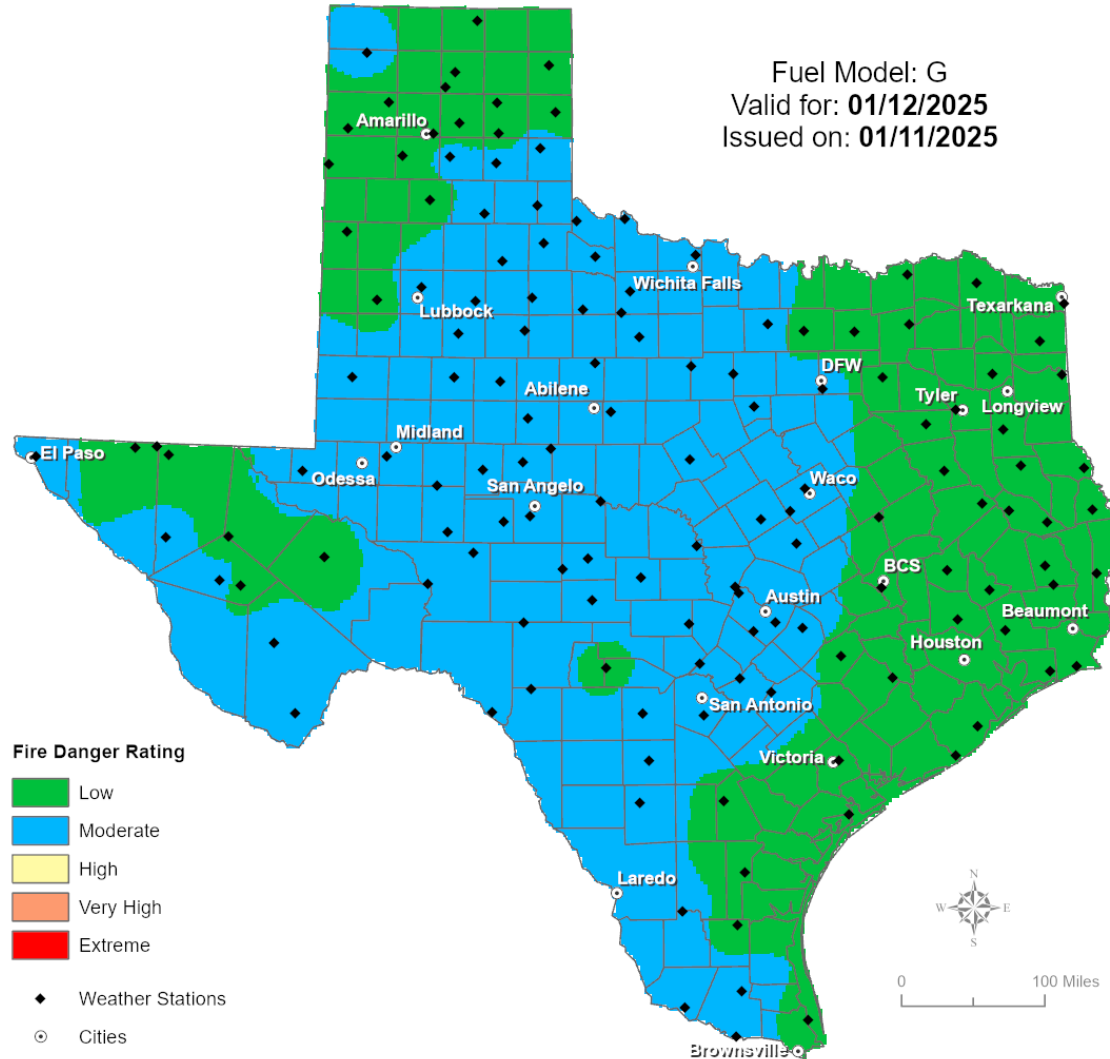 Fuel Model: G
Valid for: 01/12/2025
Issued on: 01/11/2025
Amarillo
Wichita Falls
Lubbock
Texarkana
DFW
Abilene
Tyler
Longview
Midland
El Paso
Odessa
San Angelo
Waco
BCS
Austin
Beaumont
Houston
San Antonio
Victoria
Fire Danger Rating
Low
Moderate
High
Very High
Extreme
Weather Stations
Cities
Laredo
N
W E
S
0 100 Miles
Brownsville